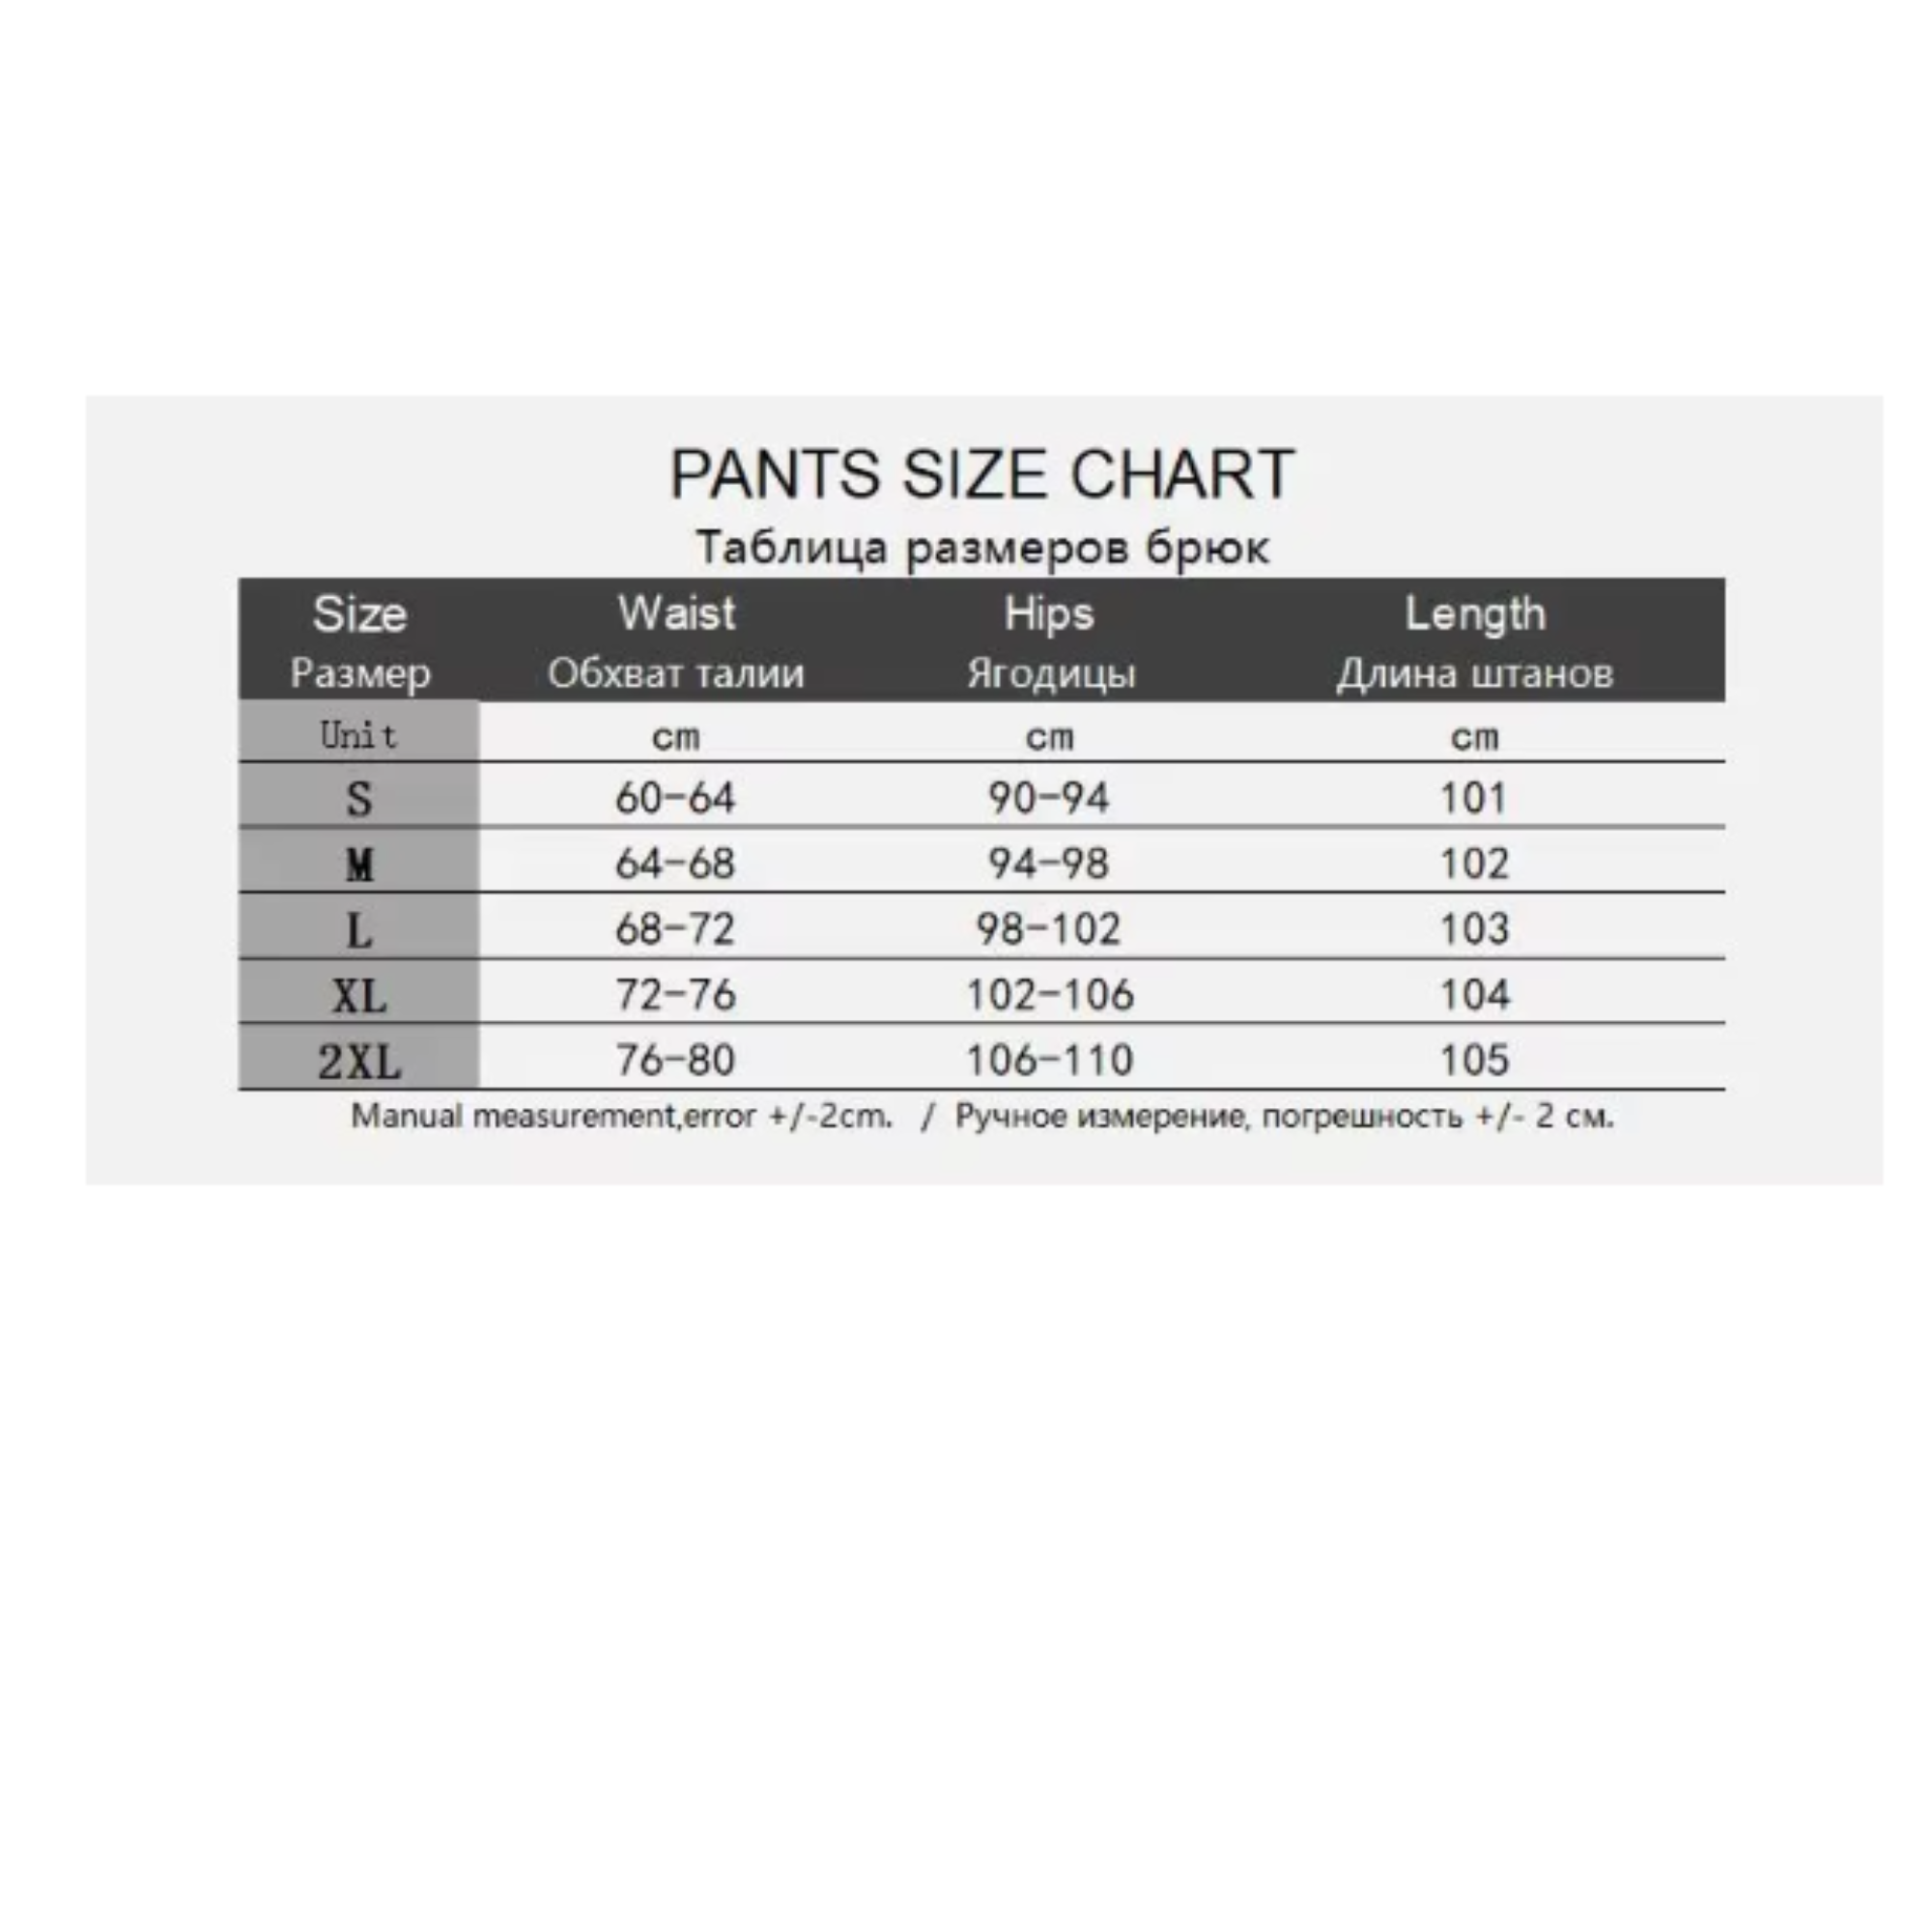 PANTS SIZE CHART
Таблица размеров брюк
Size Waist Hips Length
Размер Обхват талии Ягодицы Длина штанов
Unit cm cm cm
S 60-64 90-94 101
M 64-68 94-98 102
L 68-72 98-102 103
XL 72-76 102-106 104
2XL 76-80 106-110 105
Manual measurement,error +/-2cm. / Ручное измерение, погрешность +/- 2 см.